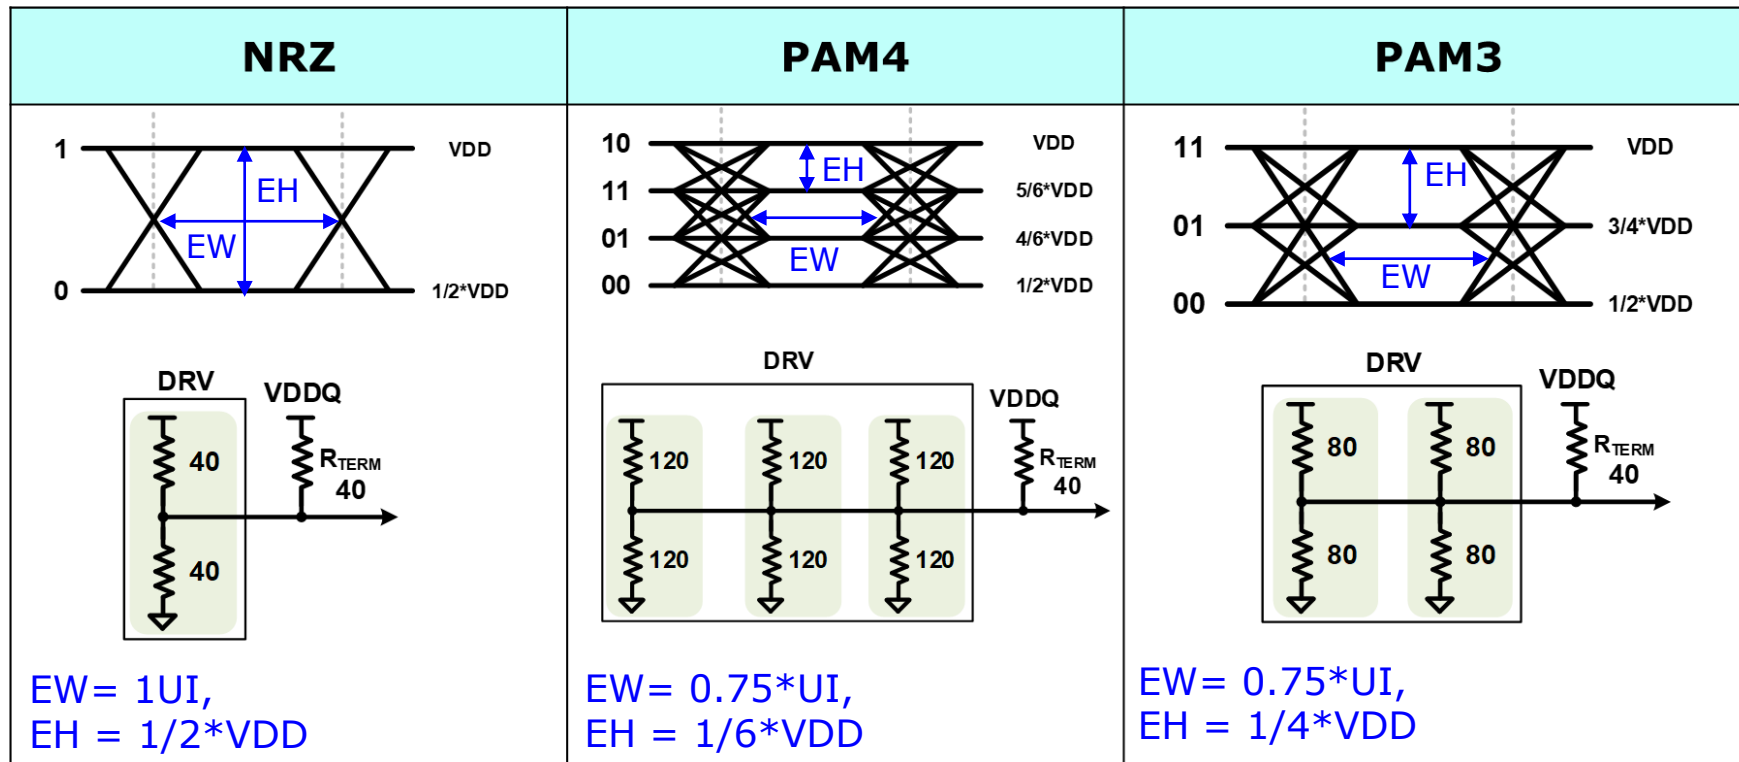 NRZ
PAM4
PAM3
1
VDD
EH
EW
0
1/2*VDD
DRV
VDDQ
40
R_TERM
40
40
EW= 1UI,
EH = 1/2*VDD
10
VDD
EH
11
5/6*VDD
01
4/6*VDD
EW
00
1/2*VDD
DRV
VDDQ
120
120
120
R_TERM
40
120
120
120
EW= 0.75*UI,
EH = 1/6*VDD
11
VDD
EH
01
3/4*VDD
EW
00
1/2*VDD
DRV
VDDQ
80
80
R_TERM
40
80
80
EW= 0.75*UI,
EH = 1/4*VDD